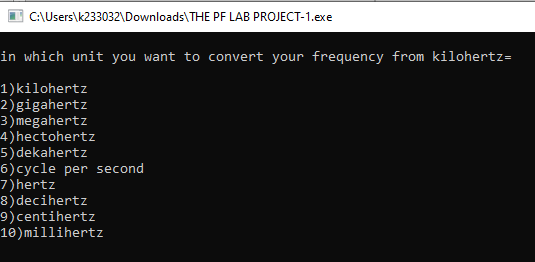 C:\Users\k233032\Downloads\THE PF LAB PROJECT-1.exe
in which unit you want to convert your frequency from kilohertz=
1)kilohertz
2)gigahertz
3)megahertz
4)hectohertz
5)dekahertz
6)cycle per second
7)hertz
8)decihertz
9)centihertz
10)millihertz